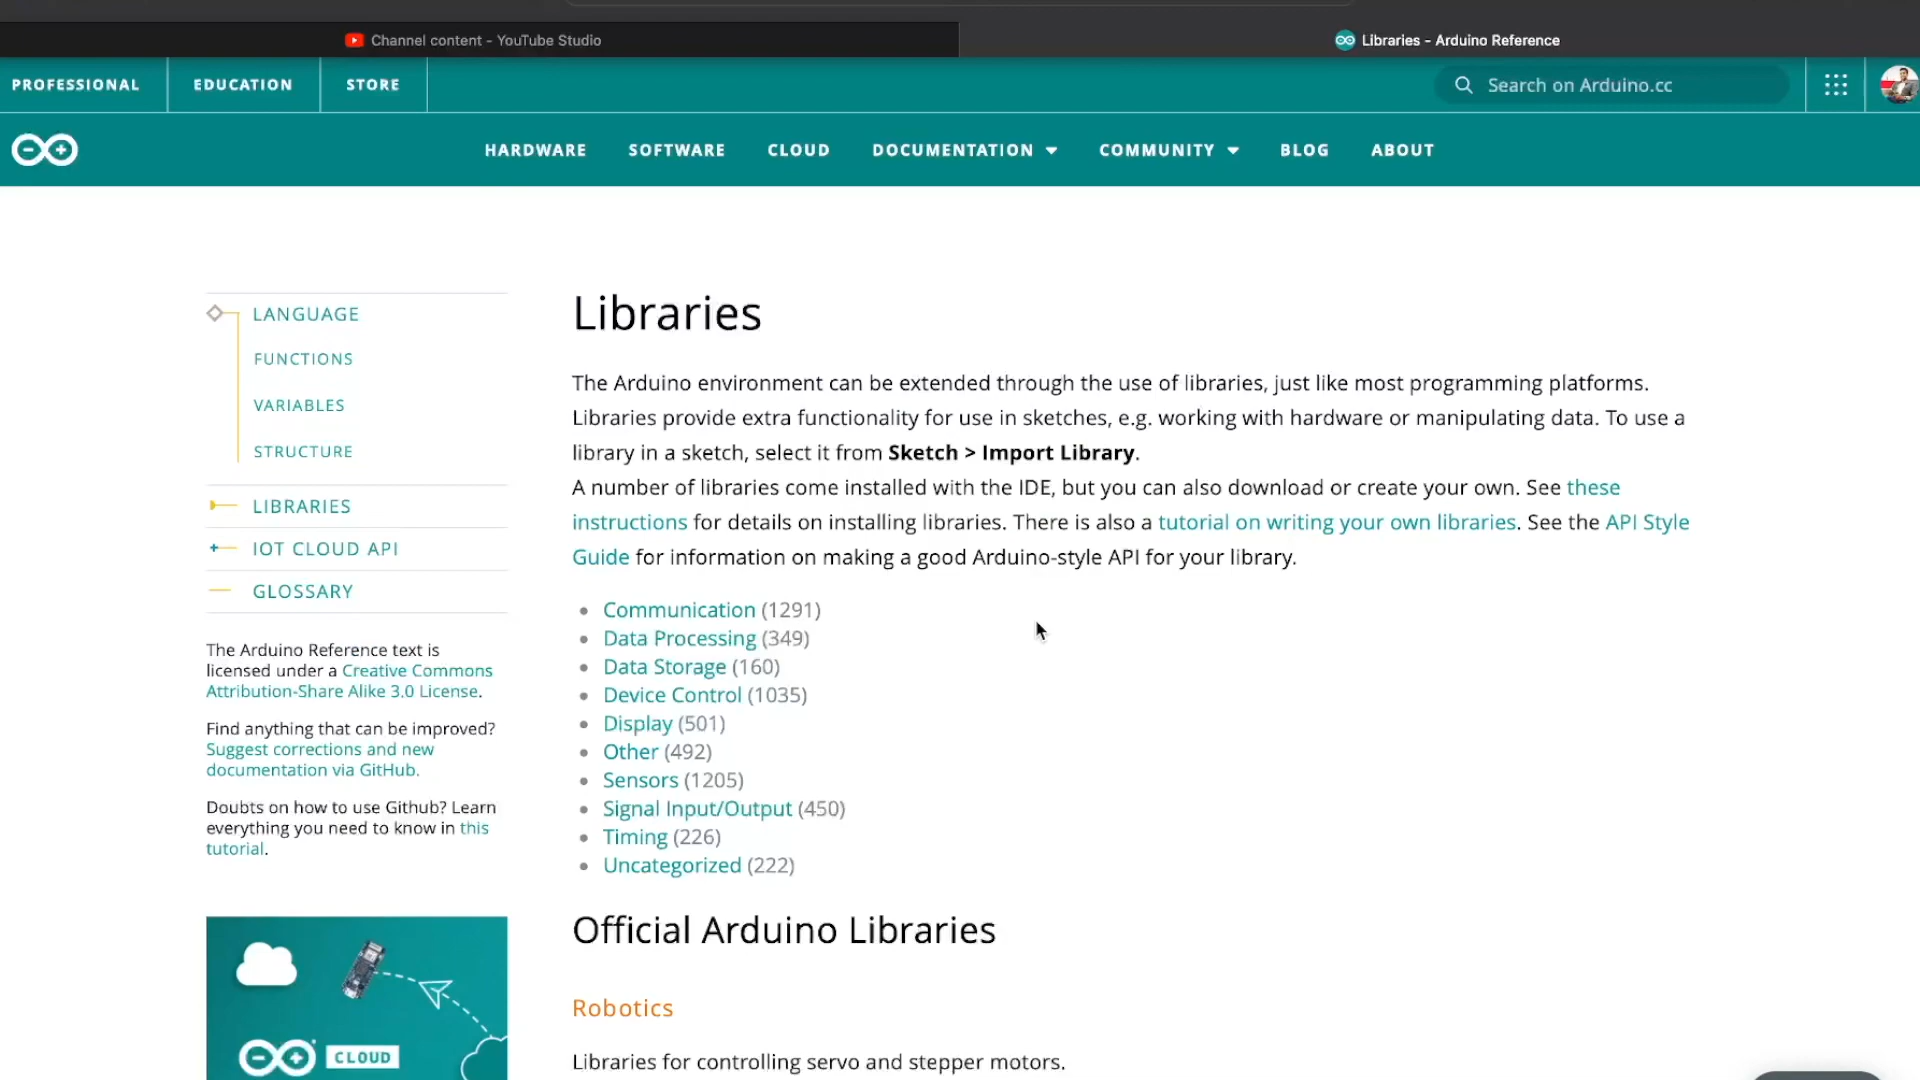 Channel content - YouTube Studio
Libraries - Arduino Reference
PROFESSIONAL
EDUCATION
STORE
Search on Arduino.cc
HARDWARE
SOFTWARE
CLOUD
DOCUMENTATION
COMMUNITY
BLOG
ABOUT
LANGUAGE
FUNCTIONS
VARIABLES
STRUCTURE
LIBRARIES
IOT CLOUD API
GLOSSARY
The Arduino Reference text is
licensed under a Creative Commons
Attribution-Share Alike 3.0 License.
Find anything that can be improved?
Suggest corrections and new
documentation via GitHub.
Doubts on how to use Github? Learn
everything you need to know in this
tutorial.
CLOUD
Libraries
The Arduino environment can be extended through the use of libraries, just like most programming platforms.
Libraries provide extra functionality for use in sketches, e.g. working with hardware or manipulating data. To use a
library in a sketch, select it from Sketch > Import Library.
A number of libraries come installed with the IDE, but you can also download or create your own. See these
instructions for details on installing libraries. There is also a tutorial on writing your own libraries. See the API Style
Guide for information on making a good Arduino-style API for your library.
Communication (1291)
Data Processing (349)
Data Storage (160)
Device Control (1035)
Display (501)
Other (492)
Sensors (1205)
Signal Input/Output (450)
Timing (226)
Uncategorized (222)
Official Arduino Libraries
Robotics
Libraries for controlling servo and stepper motors.